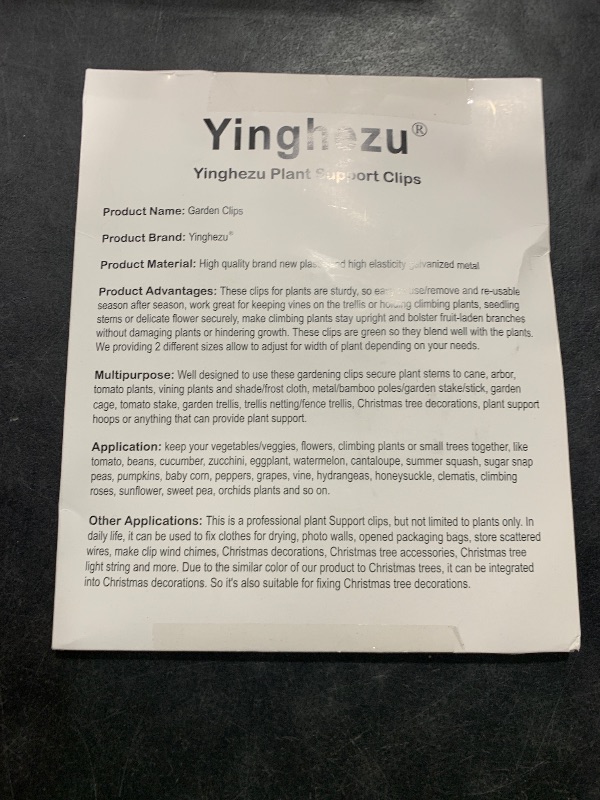 Yinghezu®
Yinghezu Plant Support Clips
Product Name: Garden Clips
Product Brand: Yinghezu®
Product Material: High quality brand new and high elasticity galvanized metal
Product Advantages: These clips for plants are sturdy, so and re-usable
season after season, work great for keeping vines on the trellis or holding climbing plants, seedling
stems or delicate flower securely, make climbing plants stay upright and bolster fruit-laden branches
without damaging plants or hindering growth. These clips are green so they blend well with the plants.
We providing 2 different sizes allow to adjust for width of plant depending on your needs.
Multipurpose: Well designed to use these gardening clips secure plant stems to cane, arbor,
tomato plants, vining plants and shade/frost cloth, metal/bamboo poles/garden stake/stick, garden
cage, tomato stake, garden trellis, trellis netting/fence trellis, Christmas tree decorations, plant support
hoops or anything that can provide plant support.
Application: keep your vegetables/veggies, flowers, climbing plants or small trees together, like
tomato, beans, cucumber, zucchini, eggplant, watermelon, cantaloupe, summer squash, sugar snap
peas, pumpkins, baby corn, peppers, grapes, vine, hydrangeas, honeysuckle, clematis, climbing
roses, sunflower, sweet pea, orchids plants and so on.
Other Applications: This is a professional plant Support clips, but not limited to plants only. In
daily life, it can be used to fix clothes for drying, photo walls, opened packaging bags, store scattered
wires, make clip wind chimes, Christmas decorations, Christmas tree accessories, Christmas tree
light string and more. Due to the similar color of our product to Christmas trees, it can be integrated
into Christmas decorations. So it's also suitable for fixing Christmas tree decorations.